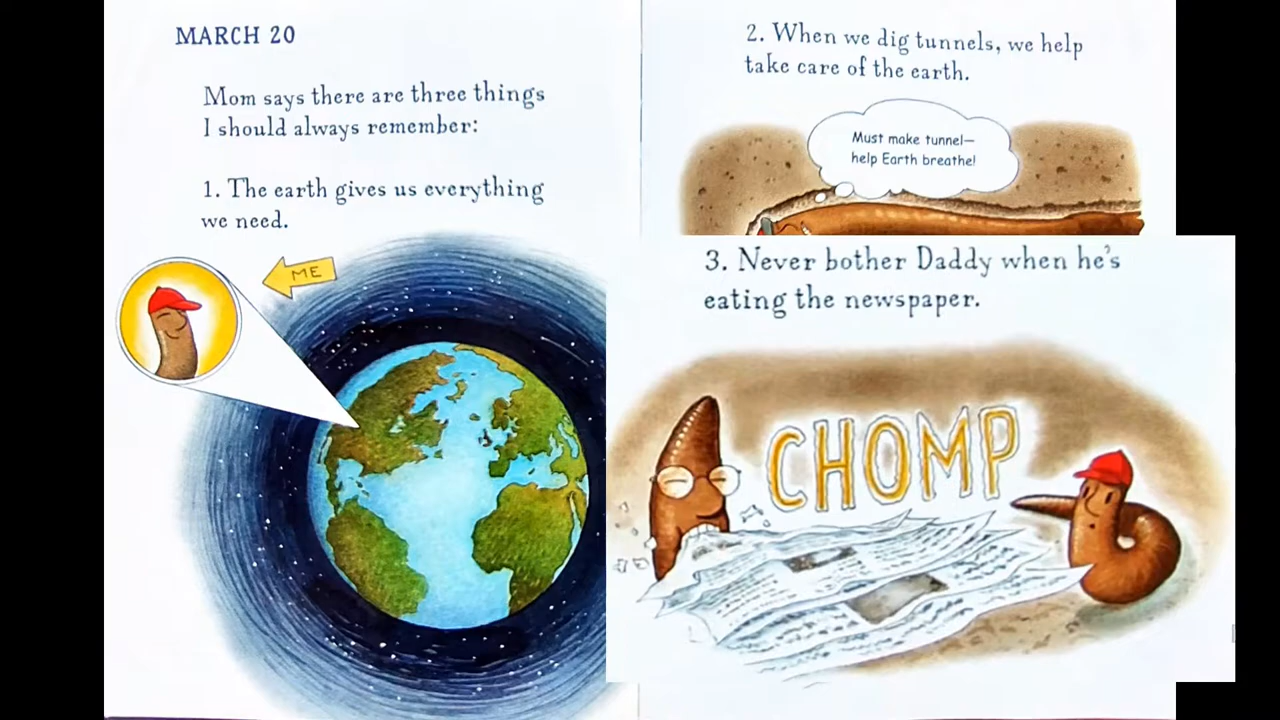 MARCH 20
Mom says there are three things
I should always remember:
1. The earth gives us everything
we need.
ME
2. When we dig tunnels, we help
take care of the earth.
Must make tunnel—
help Earth breathe!
3. Never bother Daddy when he's
eating the newspaper.
CHOMP